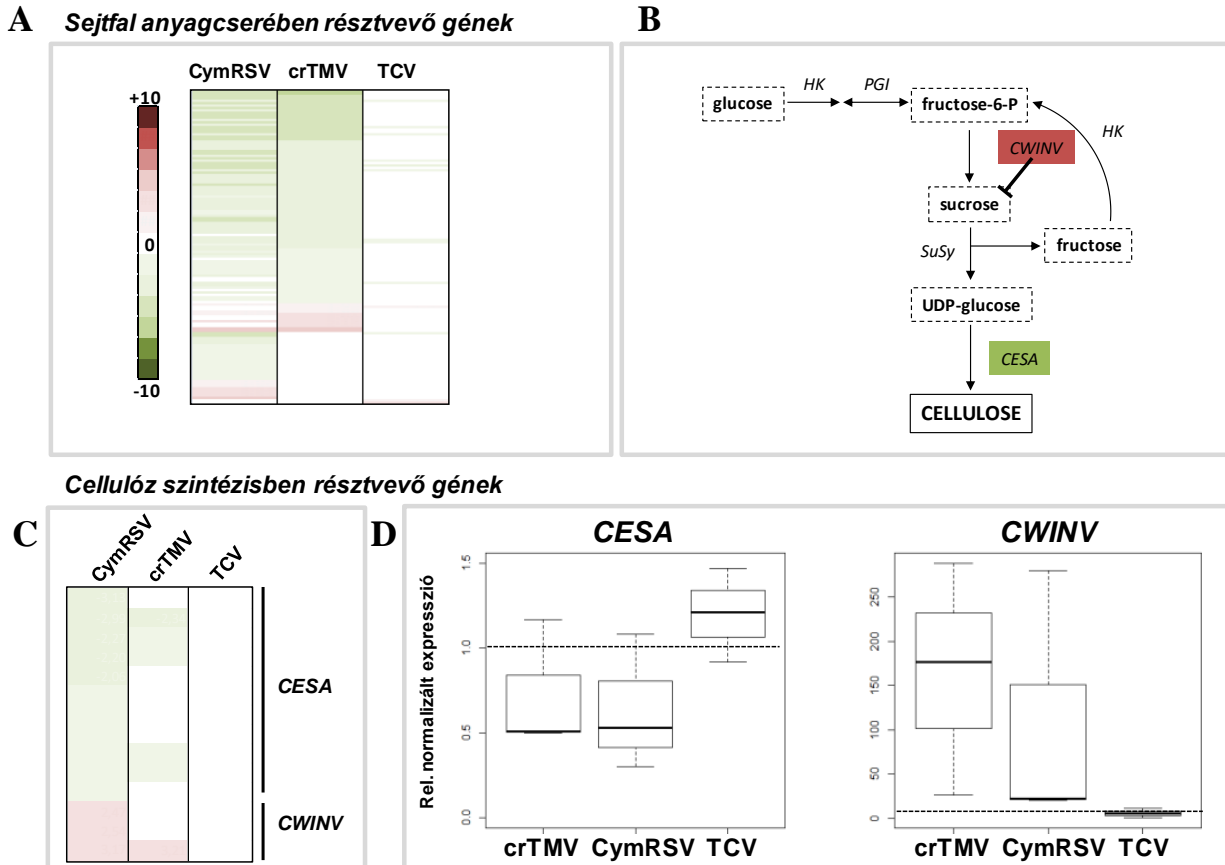 A
Sejtfal anyagcserében résztvevő gének
CymRSV crTMV TCV
+10
0
-10
B
glucose
HK
PGI
fructose-6-P
HK
CWINV
sucrose
SuSy
fructose
UDP-glucose
CESA
CELLULOSE
Cellulóz szintézisben résztvevő gének
C
CymRSV
crTMV
TCV
CESA
CWINV
D
CESA
Rel. normalizált expresszió
1.5
1.0
0.5
0.0
crTMV CymRSV TCV
CWINV
250
200
150
100
50
0
crTMV CymRSV TCV